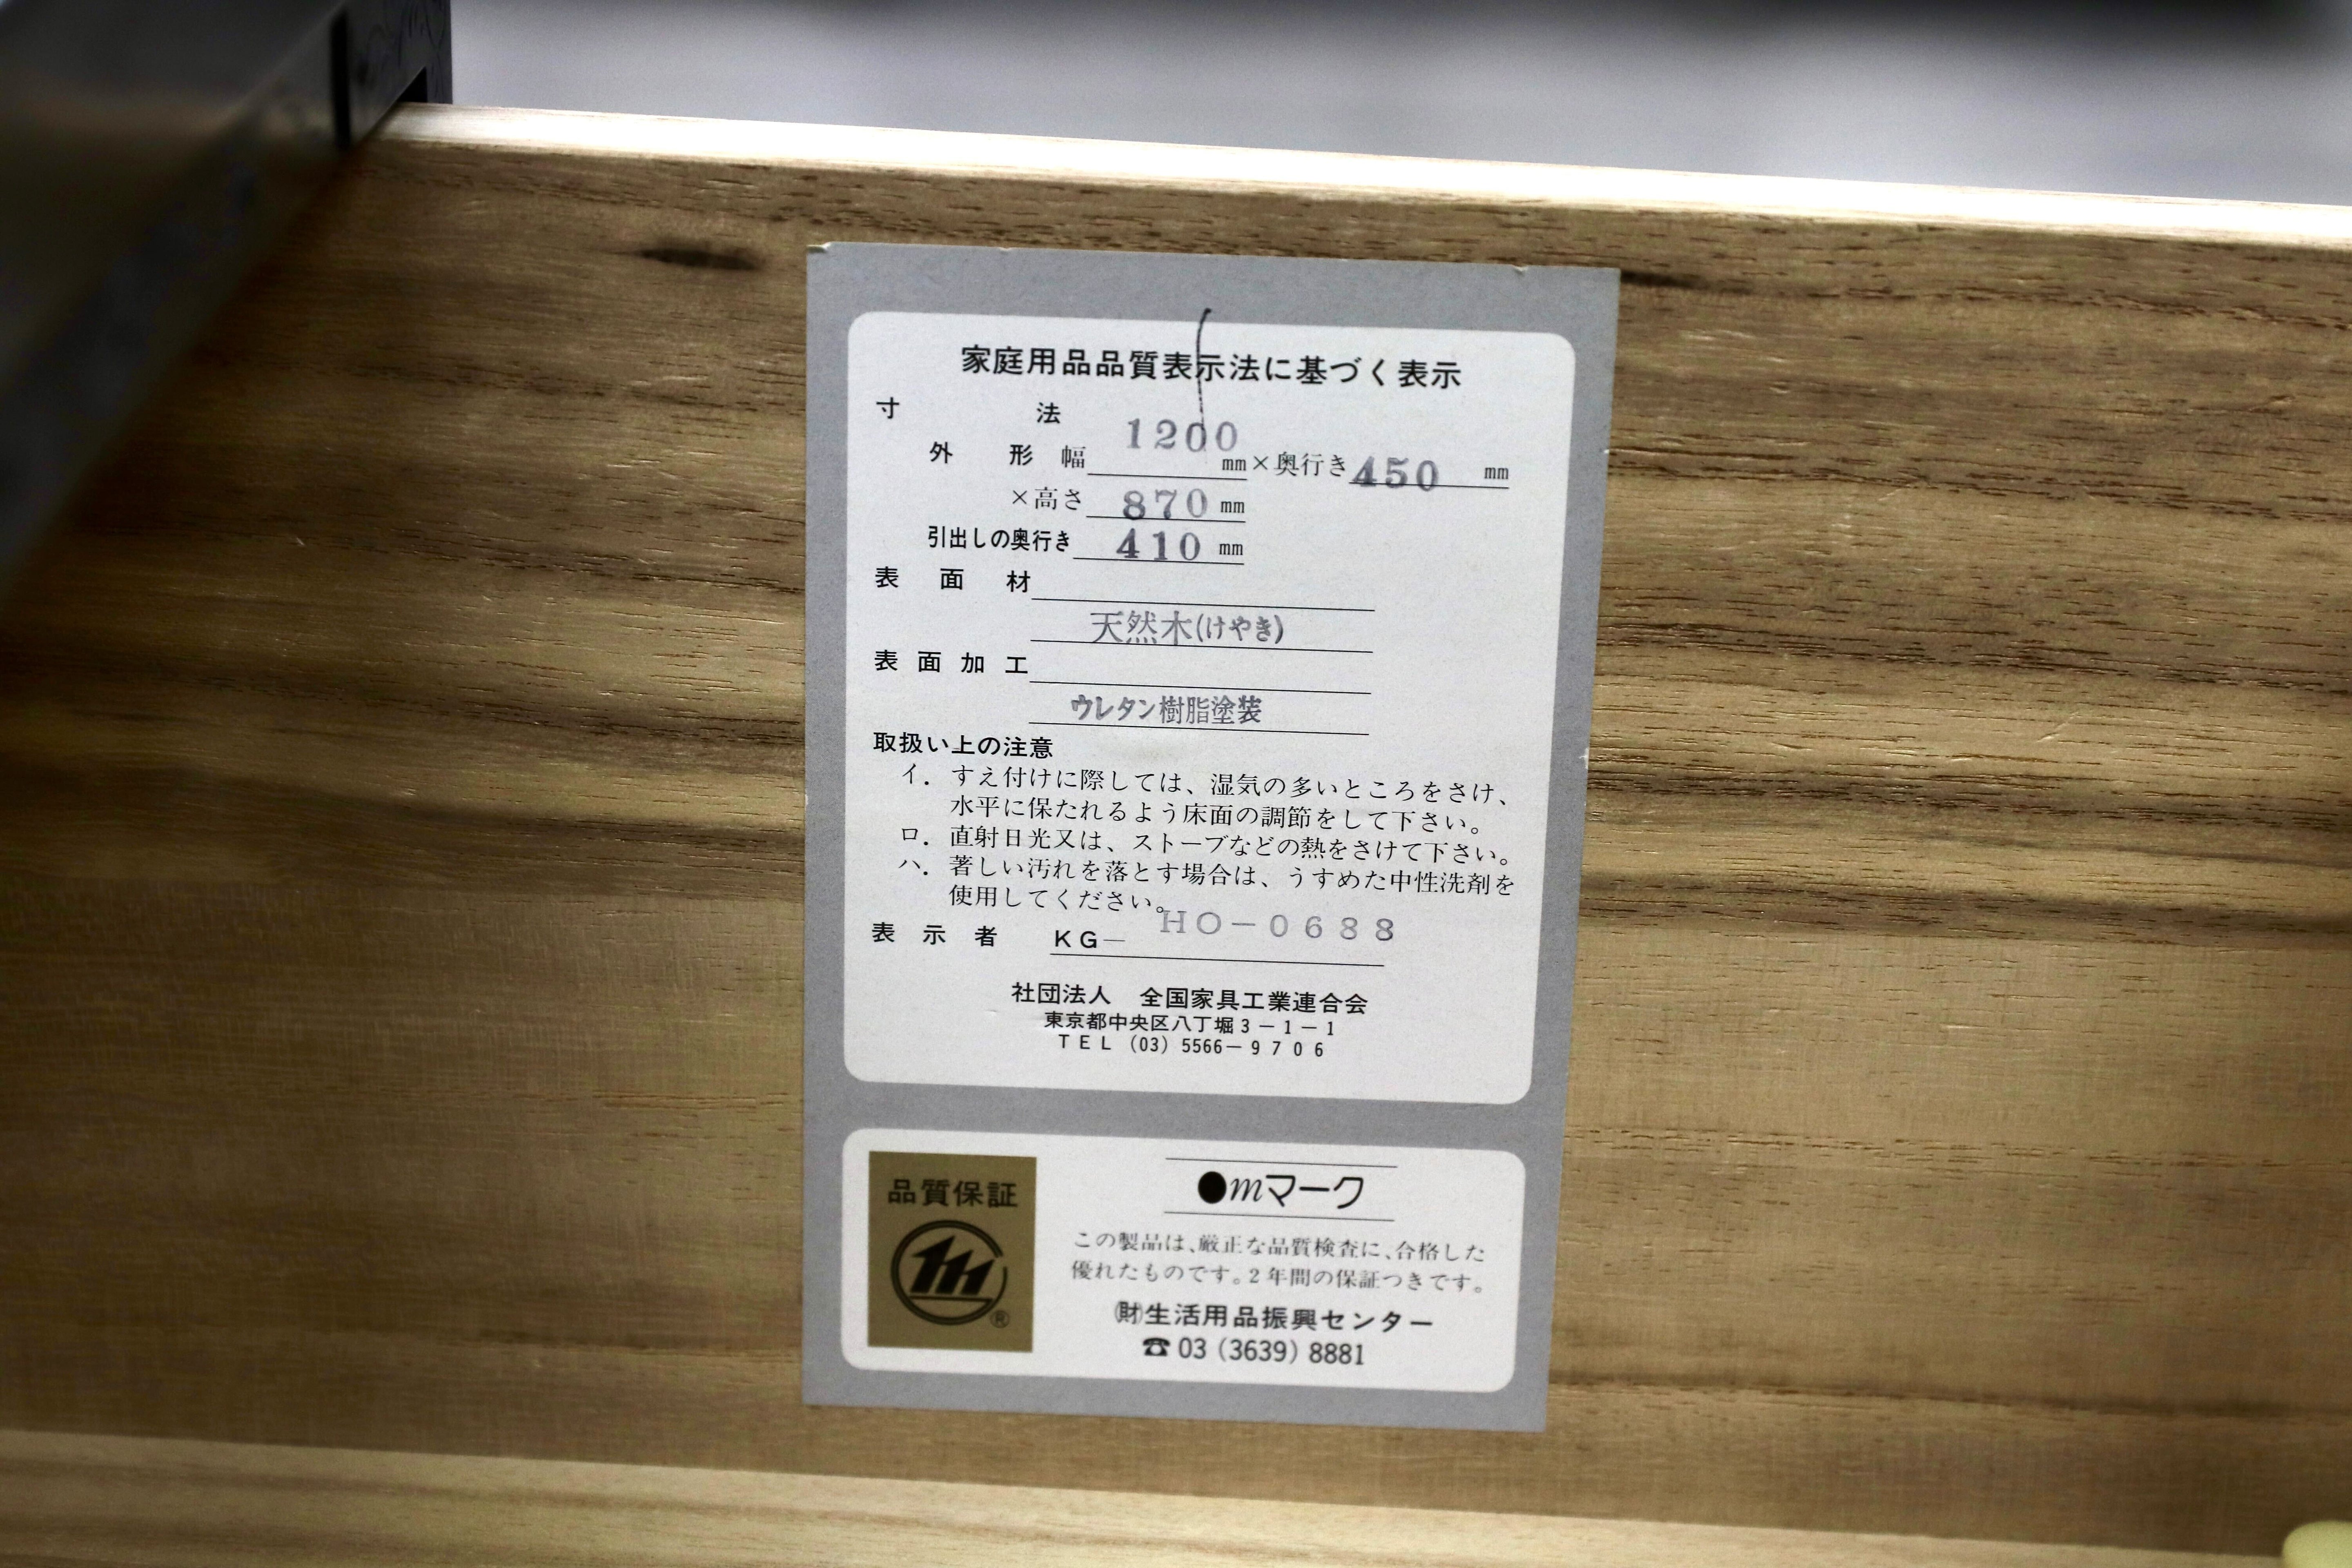 家庭用品品質表示法に基づく表示
寸法
外形 幅 1200 mm×奥行き 450 mm
×高さ 870 mm
引出しの奥行き 410 mm
表面材
天然木(けやき)
表面加工
ウレタン樹脂塗装
取扱い上の注意
イ. すえ付けに際しては、湿気の多いところをさけ、
水平に保たれるよう床面の調節をして下さい。
ロ. 直射日光又は、ストーブなどの熱をさけて下さい。
ハ. 著しい汚れを落とす場合は、うすめた中性洗剤を
使用してください。
表示者 KG- HO-0688
社団法人 全国家具工業連合会
東京都中央区八丁堀3-1-1
TEL (03) 5566-9706
品質保証
®
●mマーク
この製品は、厳正な品質検査に、合格した
優れたものです。2年間の保証つきです。
㈶生活用品振興センター
☎ 03 (3639) 8881